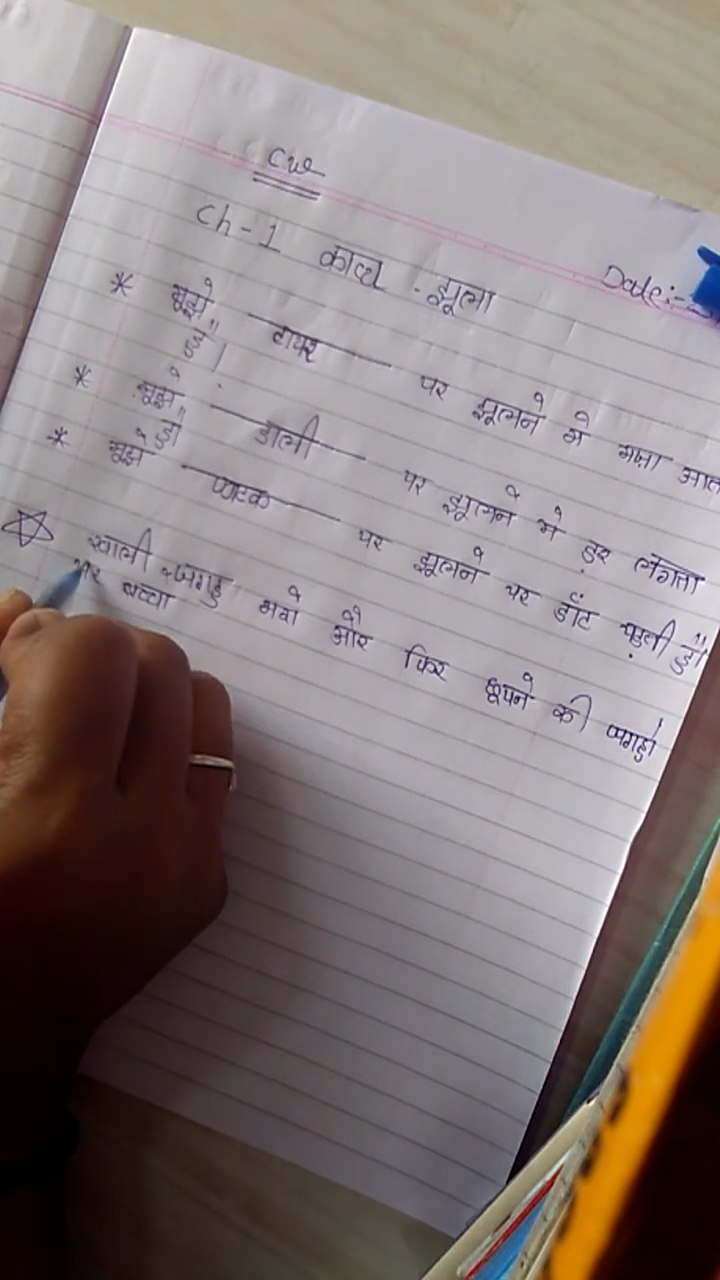 CW
Date:-
Ch-1 काव्य - झूला
* मुझे टायर पर झूलने में मज़ा आता
है।
* मुझे डाली पर झूलने में डर लगता
है
* मुझे फाटक पर झूलने पर डाँट पड़ती है।
खाली जगह भरो और फिर छूपने की जगहों
पर बच्चा